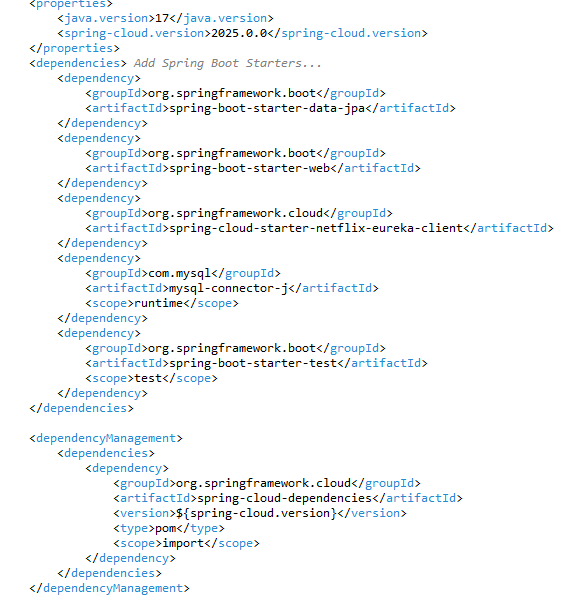 <properties>
<java.version>17</java.version>
<spring-cloud.version>2025.0.0</spring-cloud.version>
</properties>
<dependencies> Add Spring Boot Starters...
<dependency>
<groupId>org.springframework.boot</groupId>
<artifactId>spring-boot-starter-data-jpa</artifactId>
</dependency>
<dependency>
<groupId>org.springframework.boot</groupId>
<artifactId>spring-boot-starter-web</artifactId>
</dependency>
<dependency>
<groupId>org.springframework.cloud</groupId>
<artifactId>spring-cloud-starter-netflix-eureka-client</artifactId>
</dependency>
<dependency>
<groupId>com.mysql</groupId>
<artifactId>mysql-connector-j</artifactId>
<scope>runtime</scope>
</dependency>
<dependency>
<groupId>org.springframework.boot</groupId>
<artifactId>spring-boot-starter-test</artifactId>
<scope>test</scope>
</dependency>
</dependencies>
<dependencyManagement>
<dependencies>
<dependency>
<groupId>org.springframework.cloud</groupId>
<artifactId>spring-cloud-dependencies</artifactId>
<version>${spring-cloud.version}</version>
<type>pom</type>
<scope>import</scope>
</dependency>
</dependencies>
</dependencyManagement>